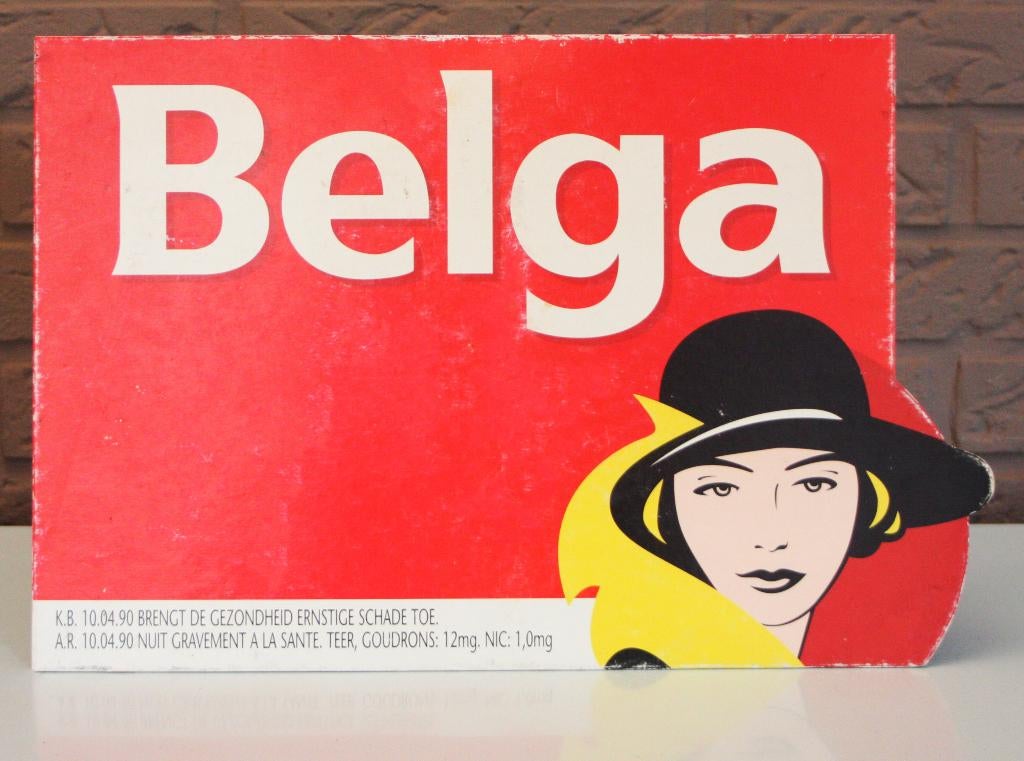 Belga
K.B. 10.04.90 BRENGT DE GEZONDHEID ERNSTIGE SCHADE TOE.
A.R. 10.04.90 NUIT GRAVEMENT A LA SANTE. TEER, GOUDRONS: 12mg. NIC: 1,0mg